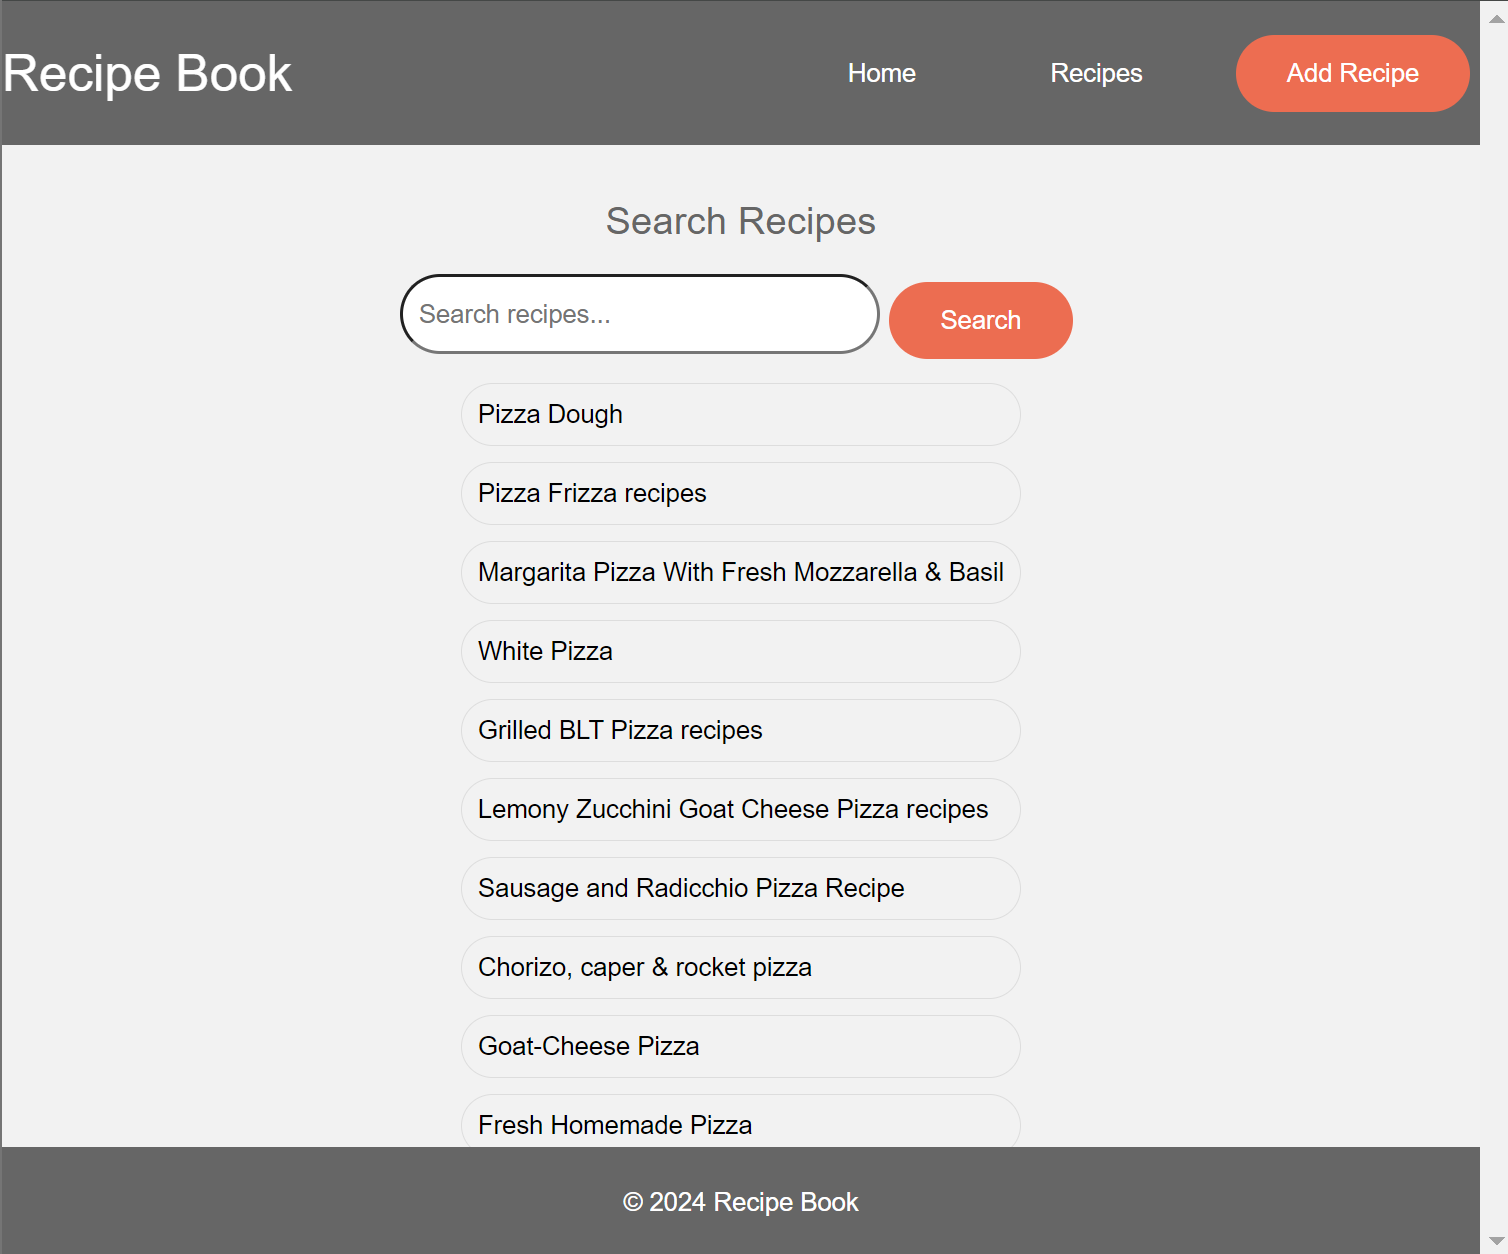 Recipe Book
Home
Recipes
Add Recipe
Search Recipes
Search recipes...
Search
Pizza Dough
Pizza Frizza recipes
Margarita Pizza With Fresh Mozzarella & Basil
White Pizza
Grilled BLT Pizza recipes
Lemony Zucchini Goat Cheese Pizza recipes
Sausage and Radicchio Pizza Recipe
Chorizo, caper & rocket pizza
Goat-Cheese Pizza
Fresh Homemade Pizza
© 2024 Recipe Book